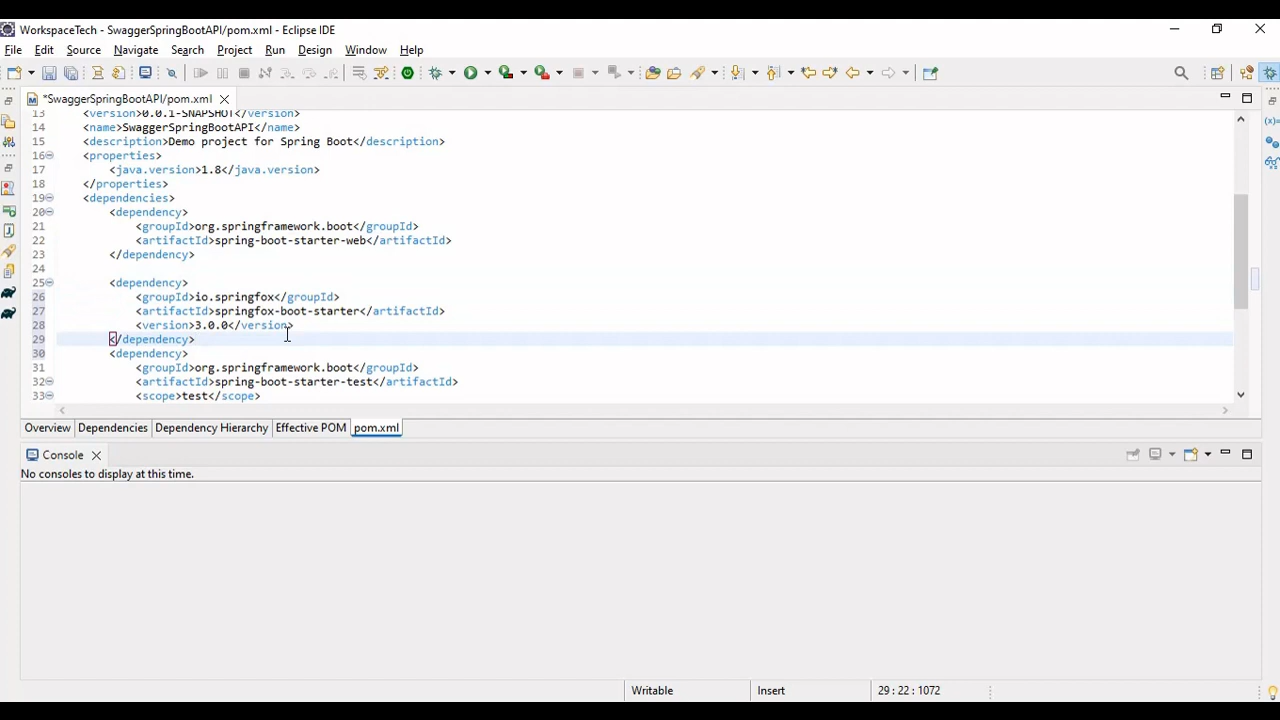 WorkspaceTech - SwaggerSpringBootAPI/pom.xml - Eclipse IDE
File Edit Source Navigate Search Project Run Design Window Help
*SwaggerSpringBootAPI/pom.xml
13 <version>0.0.1-SNAPSHOT</version>
14 <name>SwaggerSpringBootAPI</name>
15 <description>Demo project for Spring Boot</description>
16 <properties>
17 <java.version>1.8</java.version>
18 </properties>
19 <dependencies>
20 <dependency>
21 <groupId>org.springframework.boot</groupId>
22 <artifactId>spring-boot-starter-web</artifactId>
23 </dependency>
24
25 <dependency>
26 <groupId>io.springfox</groupId>
27 <artifactId>springfox-boot-starter</artifactId>
28 <version>3.0.0</version>
29 </dependency>
30 <dependency>
31 <groupId>org.springframework.boot</groupId>
32 <artifactId>spring-boot-starter-test</artifactId>
33 <scope>test</scope>
Overview Dependencies Dependency Hierarchy Effective POM pom.xml
Console
No consoles to display at this time.
Writable Insert 29 : 22 : 1072